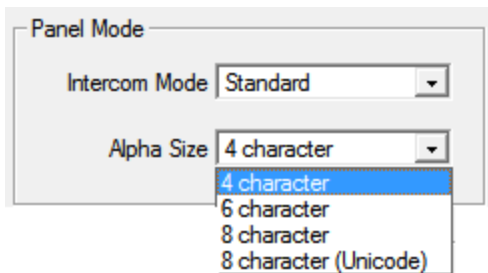 Panel Mode
Intercom Mode Standard
Alpha Size 4 character
4 character
6 character
8 character
8 character (Unicode)